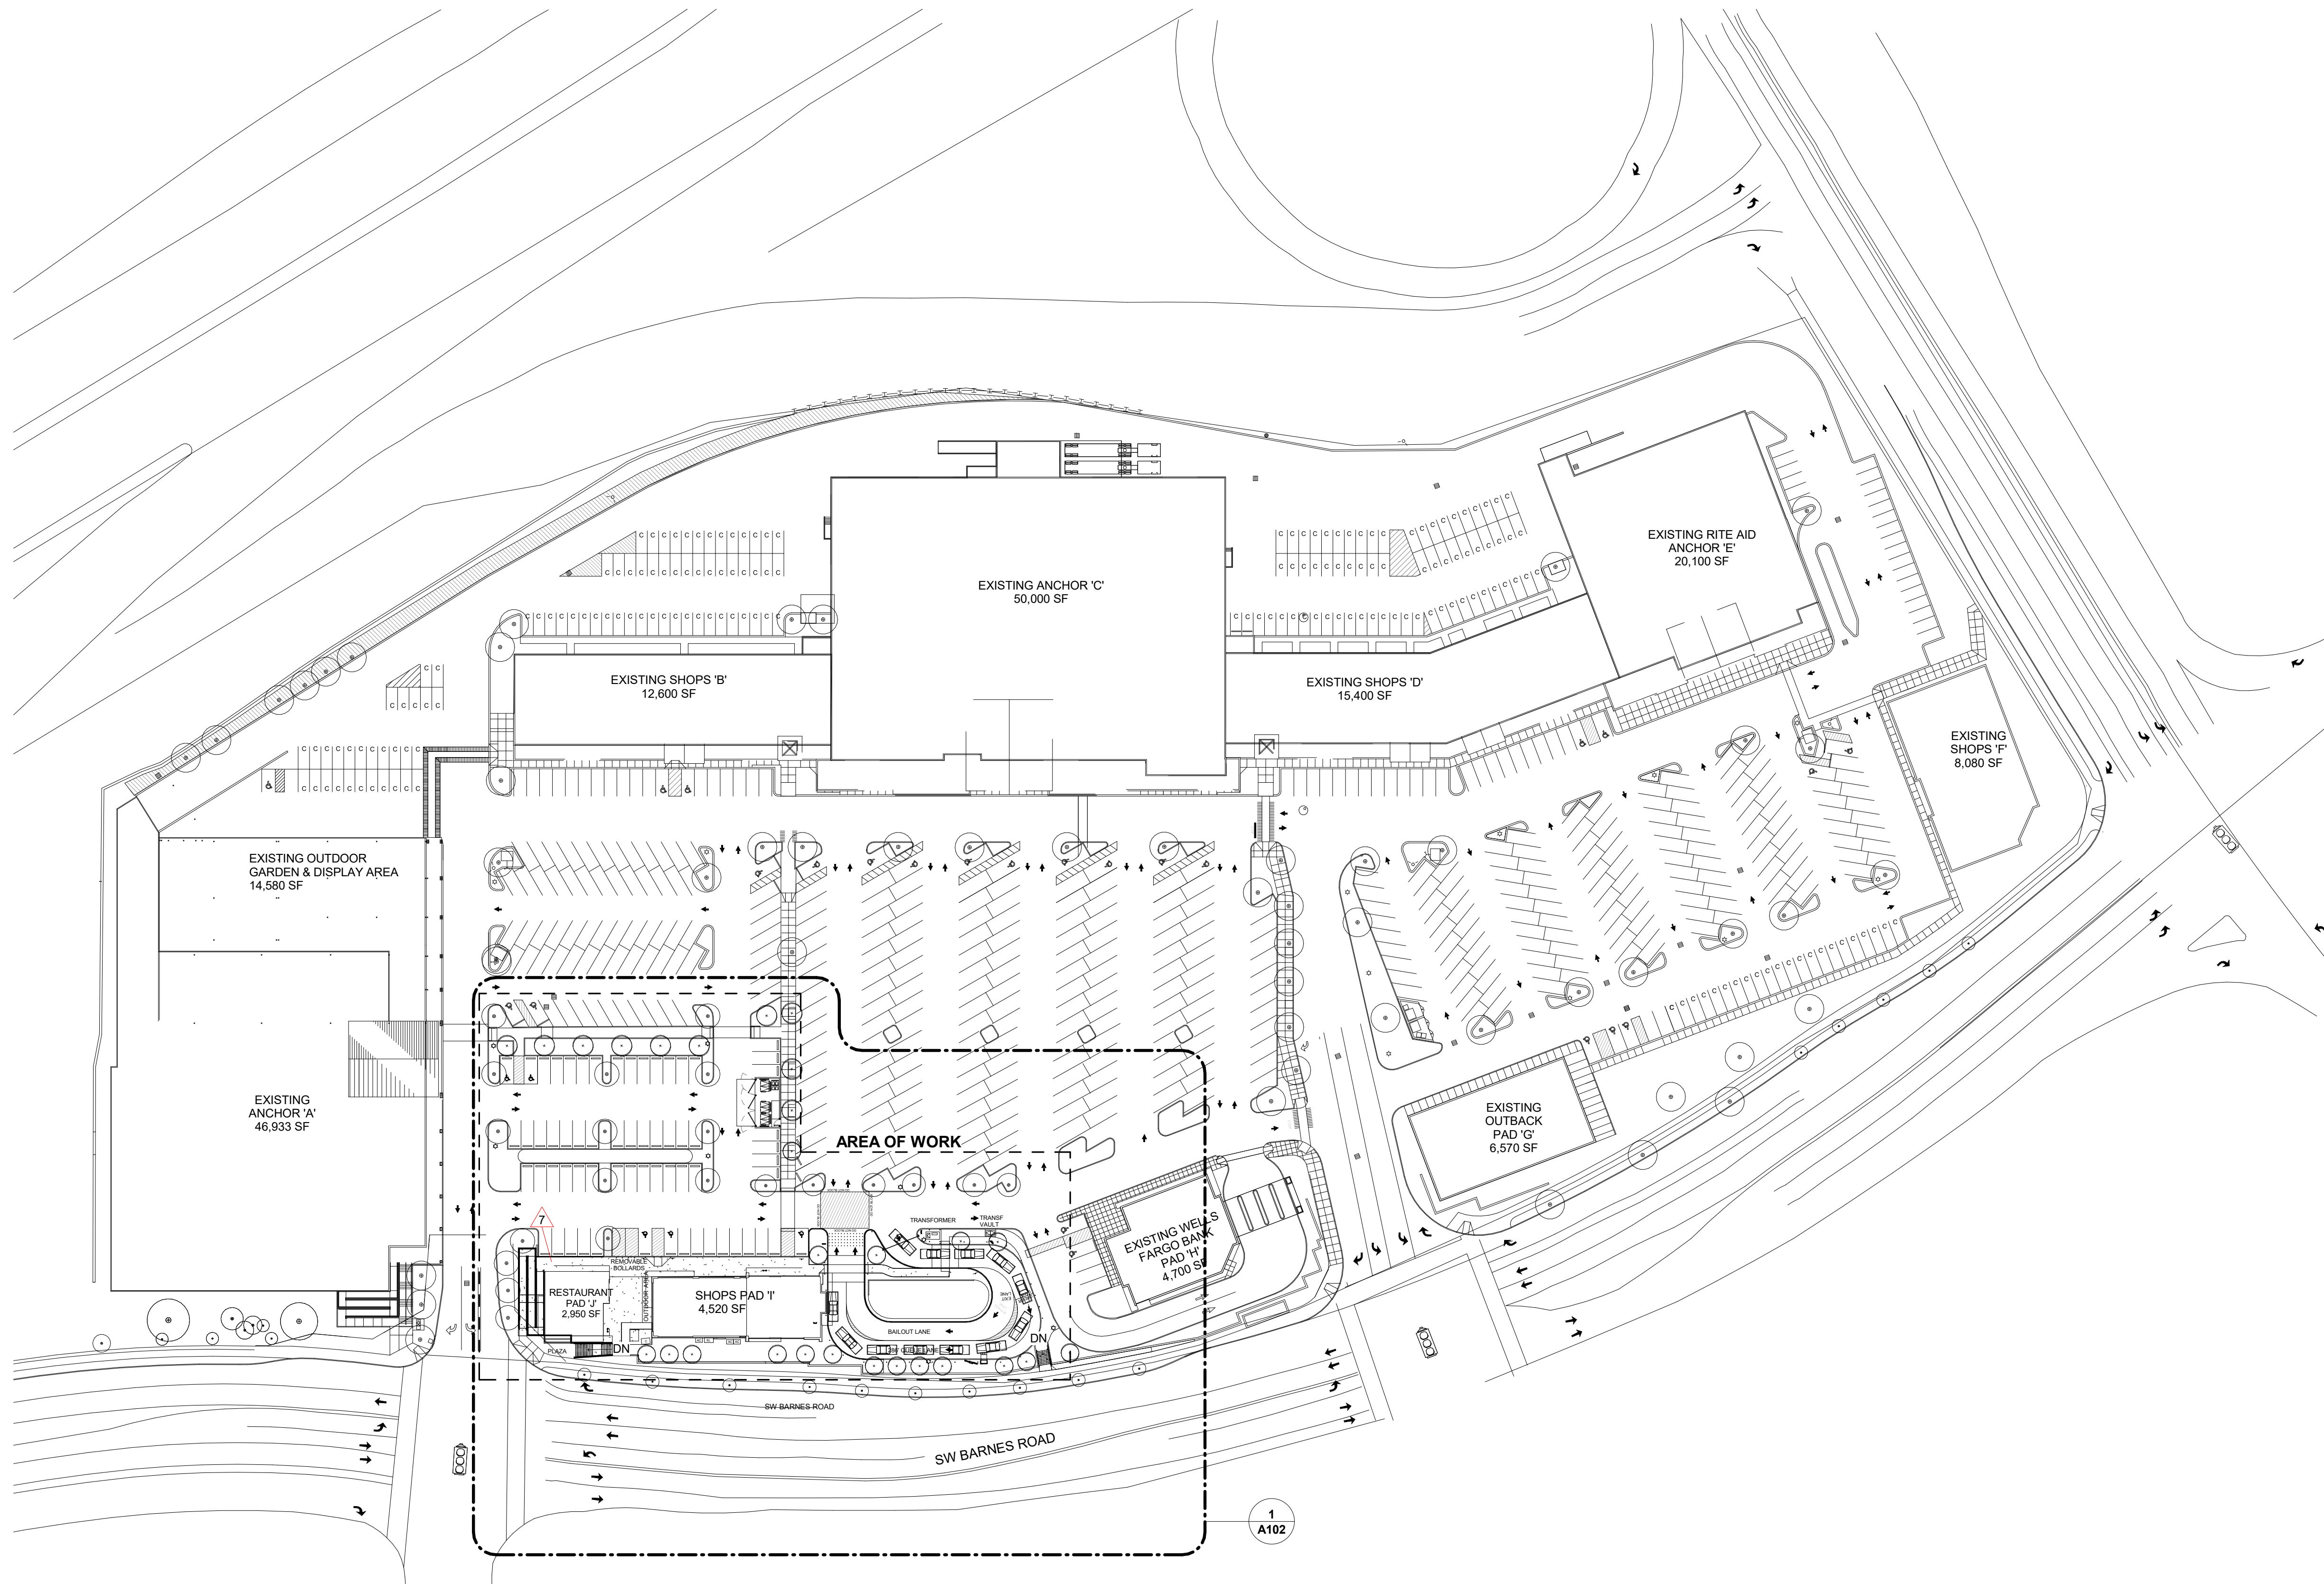 EXISTING RITE AID
ANCHOR 'E'
20,100 SF
EXISTING ANCHOR 'C'
50,000 SF
EXISTING SHOPS 'B'
12,600 SF
EXISTING SHOPS 'D'
15,400 SF
EXISTING
SHOPS 'F'
8,080 SF
EXISTING OUTDOOR
GARDEN & DISPLAY AREA
14,580 SF
EXISTING
ANCHOR 'A'
46,933 SF
EXISTING
OUTBACK
PAD 'G'
6,570 SF
AREA OF WORK
7
TRANSFORMER
TRANSF
VAULT
EXISTING WELLS
FARGO BANK
PAD 'H'
4,700 SF
REMOVABLE
BOLLARDS
OUTDOOR AREA
RESTAURANT
PAD 'J'
2,950 SF
SHOPS PAD 'I'
4,520 SF
BAILOUT LANE
PLAZA
DN
DN
SW BARNES ROAD
SW BARNES ROAD
1
A102